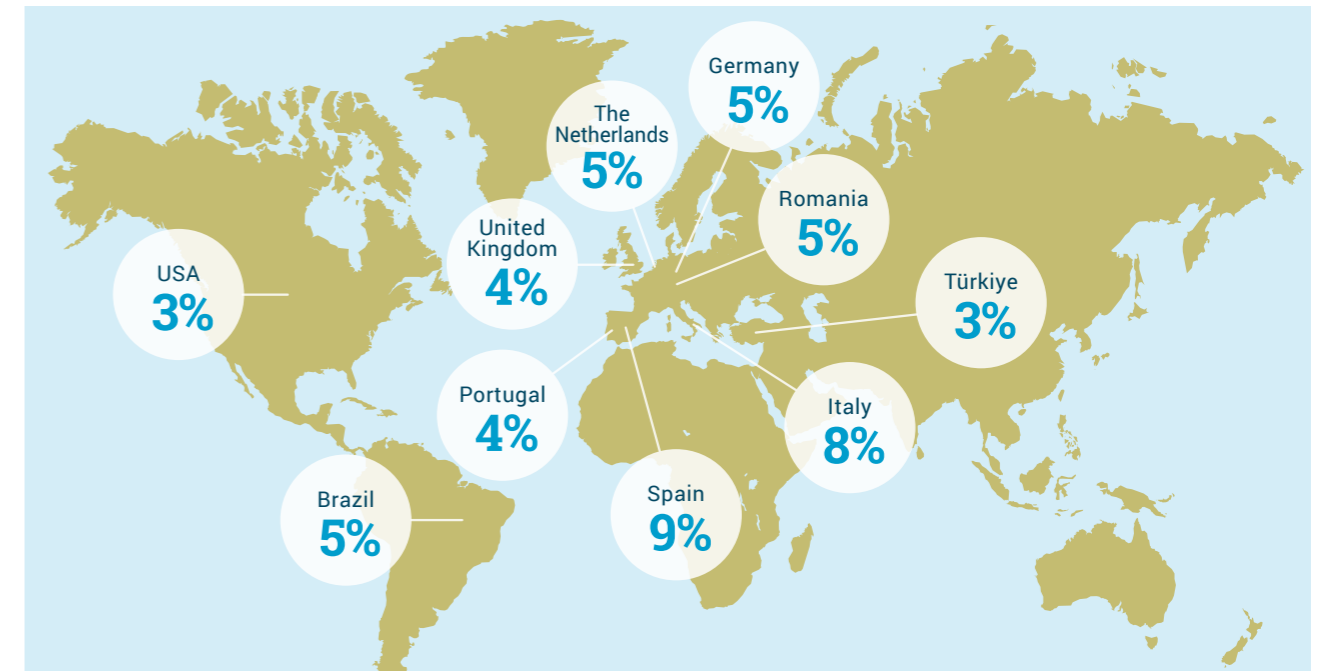 Germany
5%
The
Netherlands
5%
Romania
5%
United
Kingdom
4%
USA
3%
Türkiye
3%
Portugal
4%
Italy
8%
Brazil
5%
Spain
9%